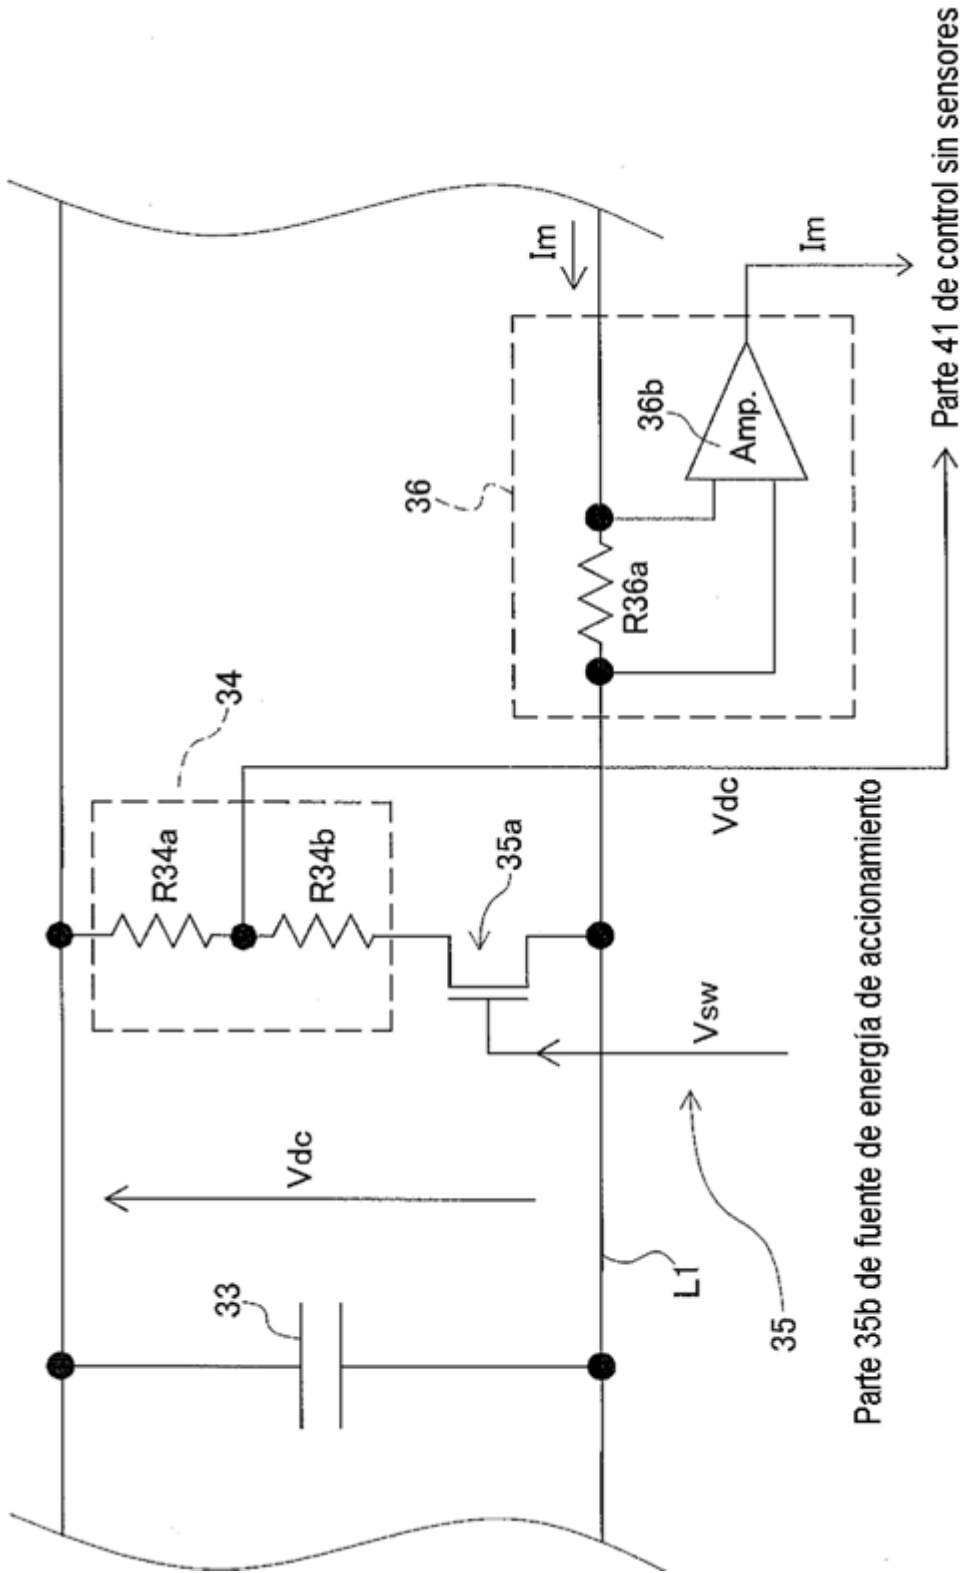 33
Vdc
L1
35
Vsw
35a
34
R34a
R34b
Vdc
36
R36a
36b
Amp.
Im
Im
Parte 35b de fuente de energía de accionamiento
Parte 41 de control sin sensores